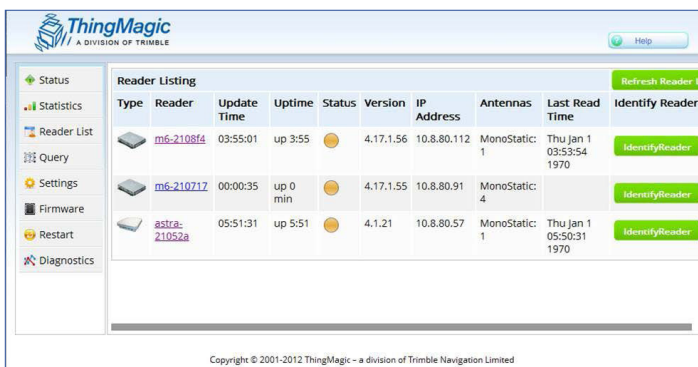 ThingMagic
A DIVISION OF TRIMBLE
Help
Status
Statistics
Reader List
Query
Settings
Firmware
Restart
Diagnostics
Reader Listing
Refresh Reader
Type Reader Update Time Uptime Status Version IP Address Antennas Last Read Time Identify Reader
m6-2108f4 03:55:01 up 3:55 4.17.1.56 10.8.80.112 MonoStatic: 1 Thu Jan 1 03:53:54 1970 IdentifyReader
m6-210717 00:00:35 up 0 min 4.17.1.55 10.8.80.91 MonoStatic: 4 IdentifyReader
astra-21052a 05:51:31 up 5:51 4.1.21 10.8.80.57 MonoStatic: 1 Thu Jan 1 05:50:31 1970 IdentifyReader
Copyright © 2001-2012 ThingMagic – a division of Trimble Navigation Limited